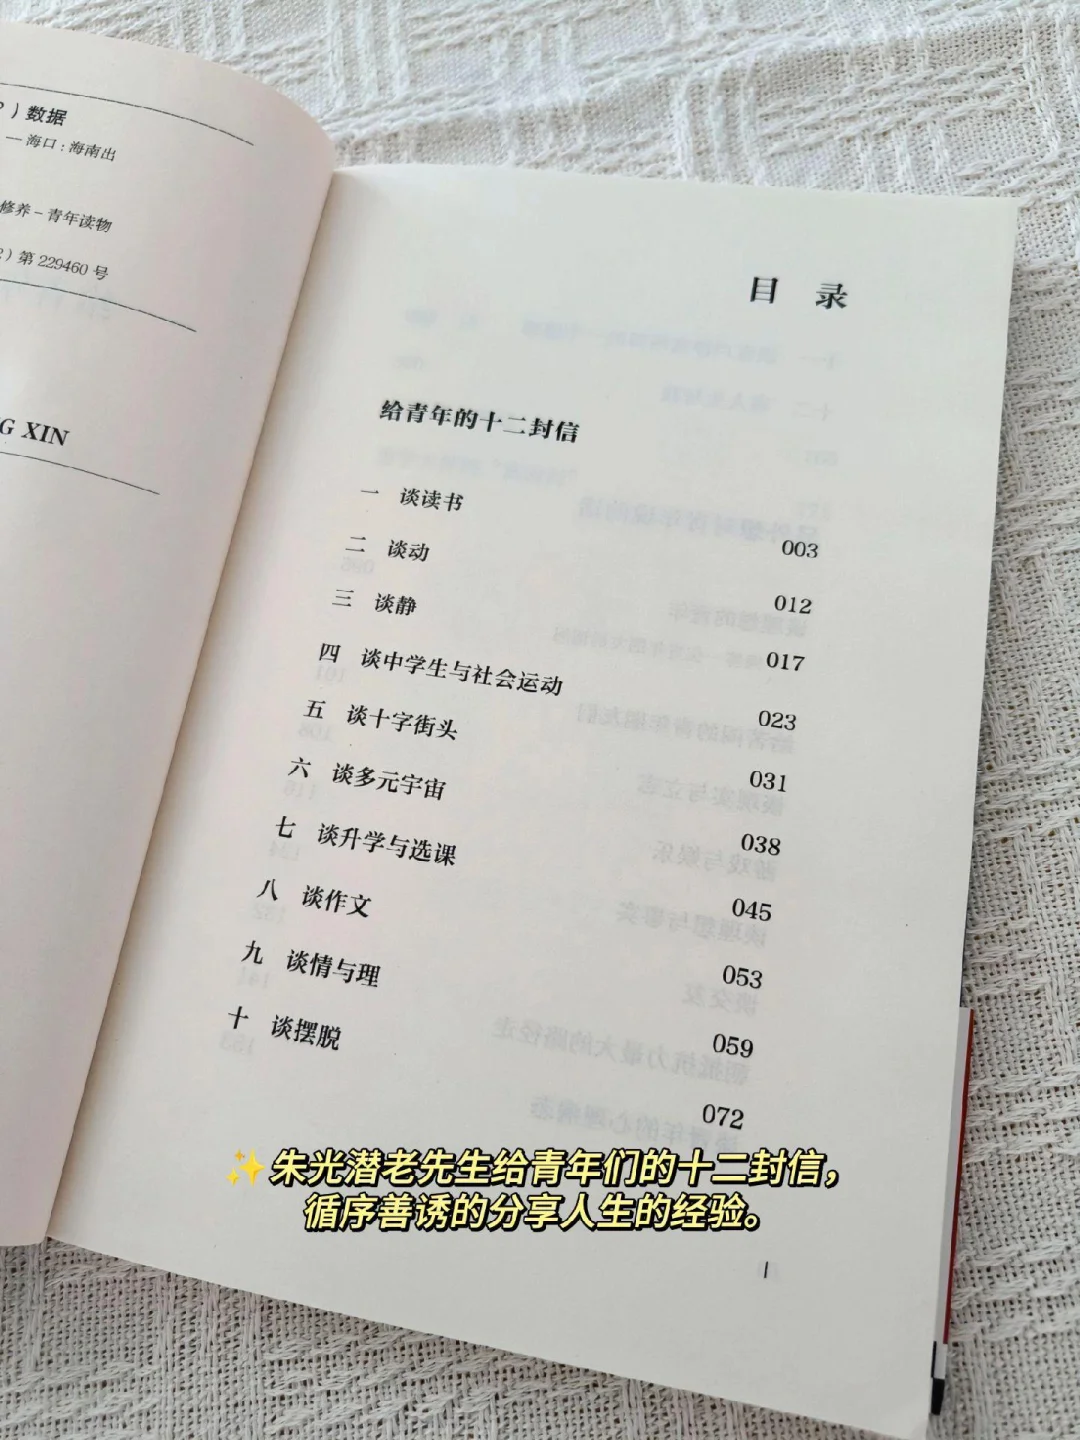 ）数据
—海口：海南出
修养－青年读物
）第 229460 号
G XIN
目 录
给青年的十二封信
一 谈读书 003
二 谈动 012
三 谈静 017
四 谈中学生与社会运动 023
五 谈十字街头 031
六 谈多元宇宙 038
七 谈升学与选课 045
八 谈作文 053
九 谈情与理 059
十 谈摆脱 072
✨朱光潜老先生给青年们的十二封信，
循序善诱的分享人生的经验。
1